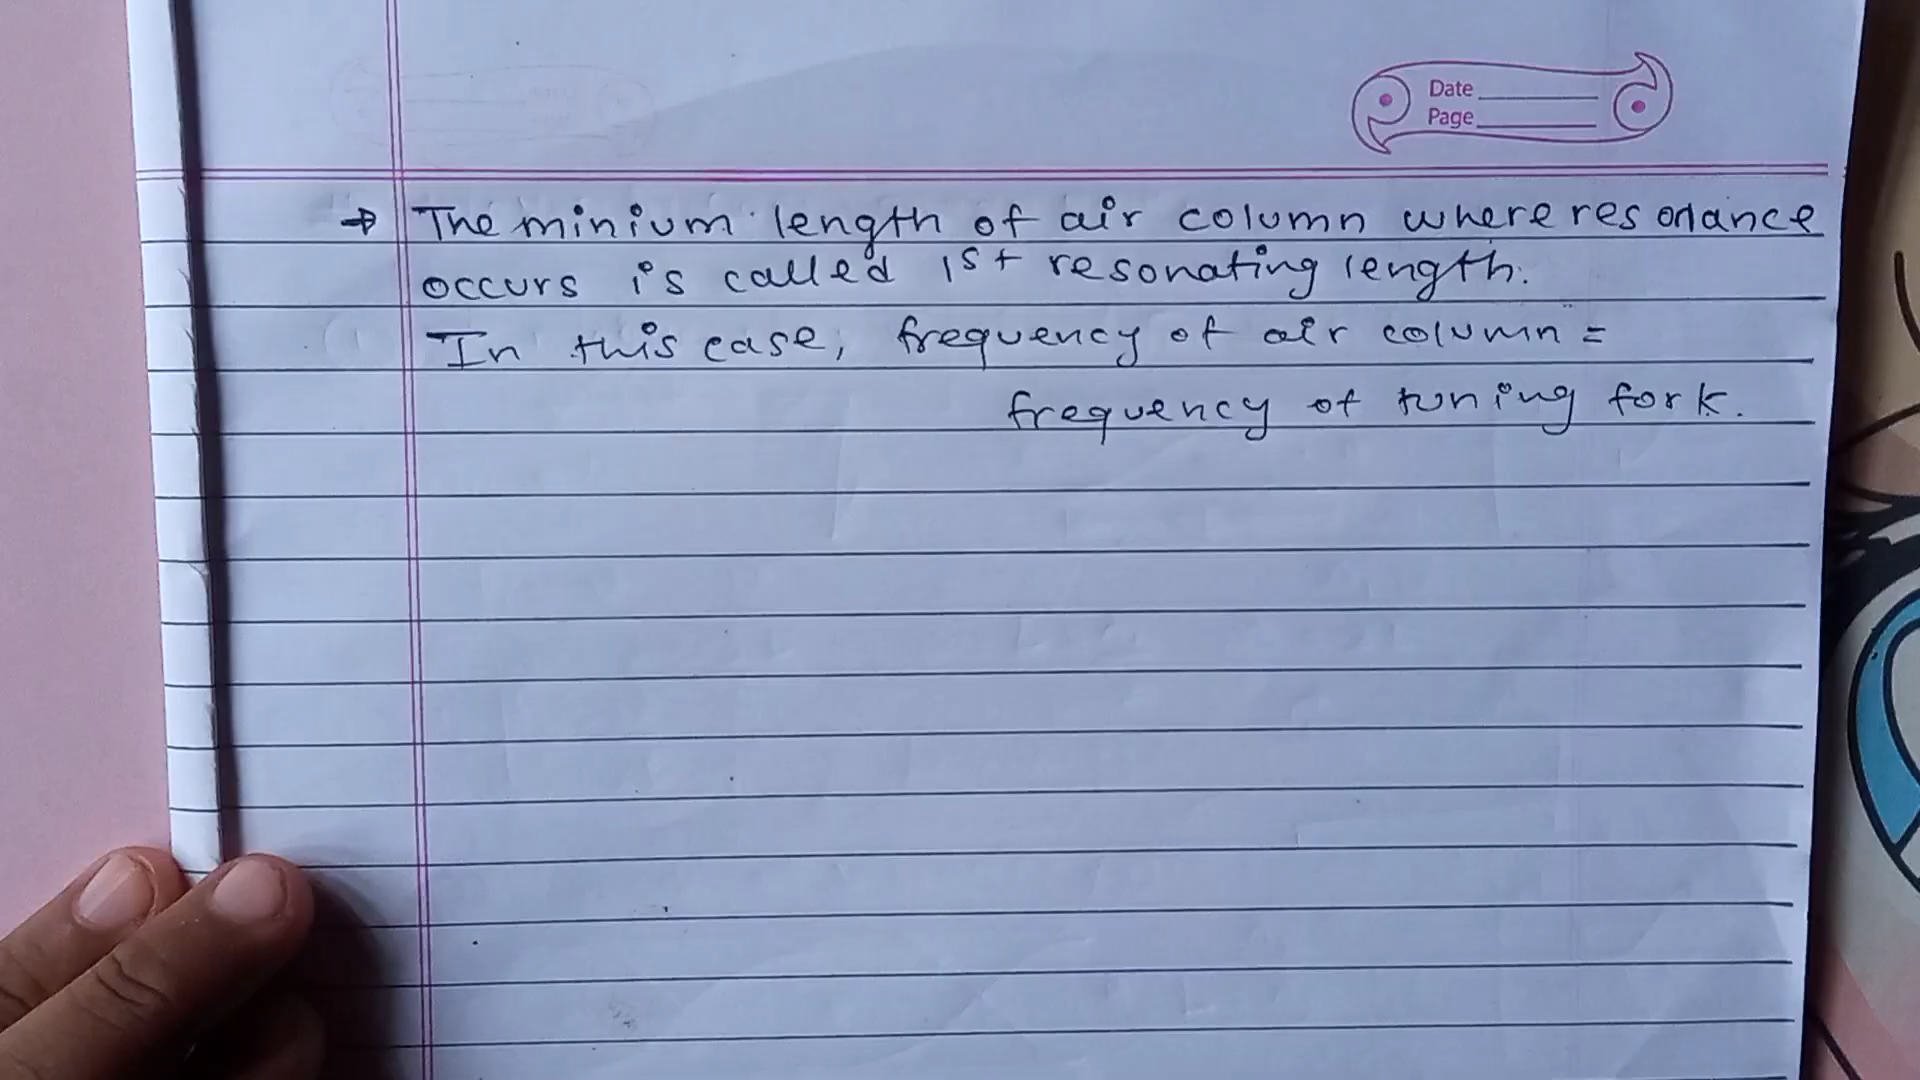 Date
Page
→ The minium length of air column where resonance
occurs is called 1st resonating length.
In this case, frequency of air column =
frequency of tuning fork.